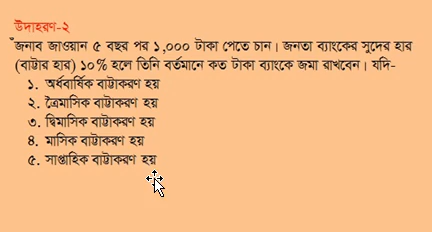 উদাহরণ-২
জনাব জাওয়ান ৫ বছর পর ১,০০০ টাকা পেতে চান। জনতা ব্যাংকের সুদের হার
(বাট্টার হার) ১০% হলে তিনি বর্তমানে কত টাকা ব্যাংকে জমা রাখবেন। যদি-
১. অর্ধবার্ষিক বাট্টাকরণ হয়
২. ত্রৈমাসিক বাট্টাকরণ হয়
৩. দ্বিমাসিক বাট্টাকরণ হয়
৪. মাসিক বাট্টাকরণ হয়
৫. সাপ্তাহিক বাট্টাকরণ হয়